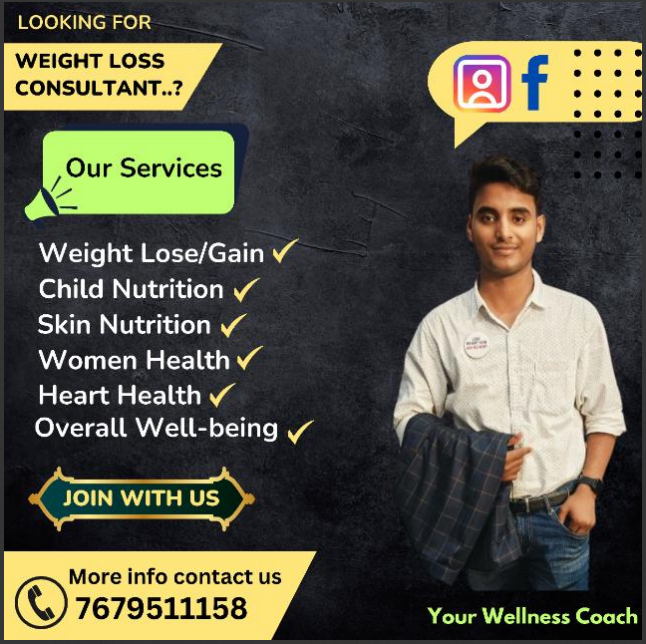 LOOKING FOR
WEIGHT LOSS
CONSULTANT..?
Our Services
Weight Lose/Gain
Child Nutrition
Skin Nutrition
Women Health
Heart Health
Overall Well-being
JOIN WITH US
More info contact us
7679511158
Your Wellness Coach